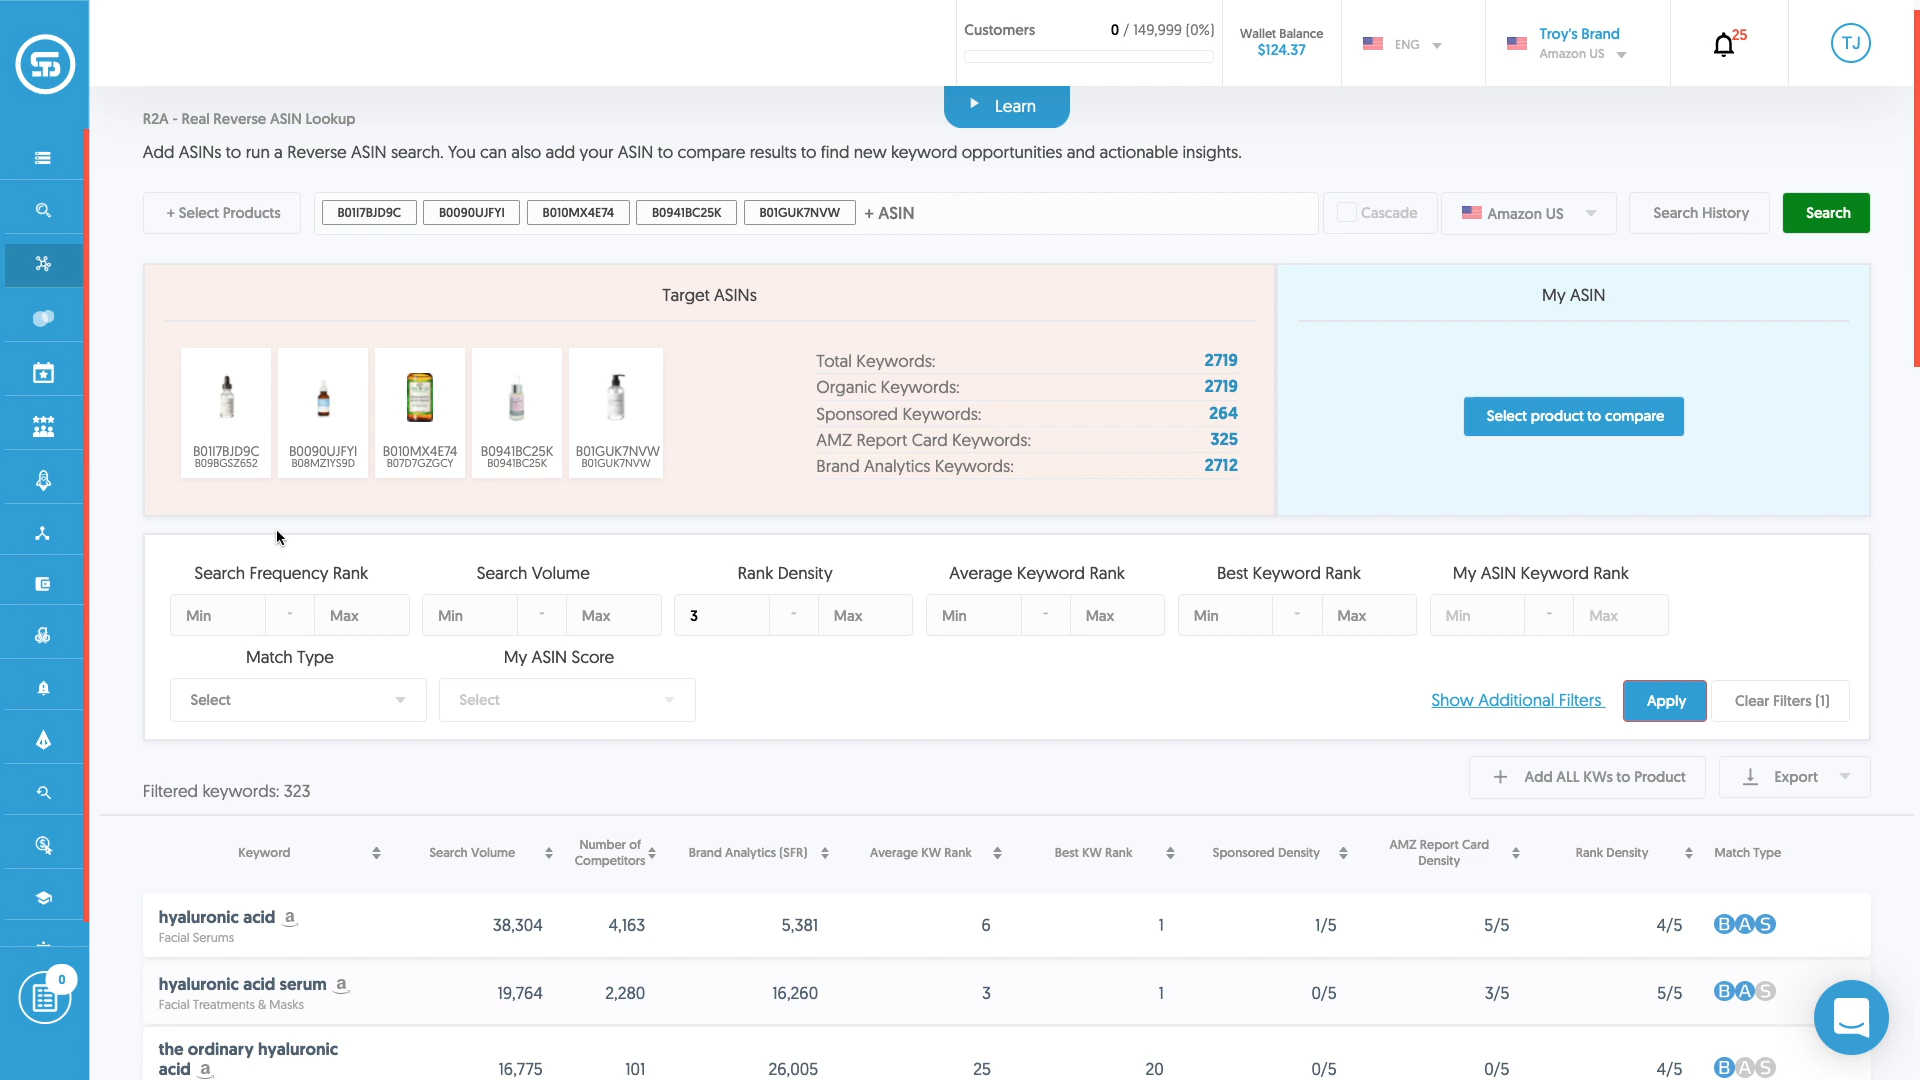 Customers 0 / 149,999 (0%)
Wallet Balance
$124.37
ENG
Troy's Brand
Amazon US
25
TJ
Learn
R2A - Real Reverse ASIN Lookup
Add ASINs to run a Reverse ASIN search. You can also add your ASIN to compare results to find new keyword opportunities and actionable insights.
+ Select Products B01I7BJD9C B0090UJFYI B010MX4E74 B0941BC25K B01GUK7NVW + ASIN Cascade Amazon US Search History Search
Target ASINs
My ASIN
B01I7BJD9C B0090UJFYI B010MX4E74 B0941BC25K B01GUK7NVW
B09BGSZ652 B08MZ1YS9D B07D7GZGCY B0941BC25K B01GUK7NVW
Total Keywords: 2719
Organic Keywords: 2719
Sponsored Keywords: 264
AMZ Report Card Keywords: 325
Brand Analytics Keywords: 2712
Select product to compare
Search Frequency Rank Search Volume Rank Density Average Keyword Rank Best Keyword Rank My ASIN Keyword Rank
Min - Max Min - Max 3 - Max Min - Max Min - Max Min - Max
Match Type My ASIN Score
Select Select
Show Additional Filters Apply Clear Filters (1)
Filtered keywords: 323
+ Add ALL KWs to Product Export
Keyword Search Volume Number of Competitors Brand Analytics (SFR) Average KW Rank Best KW Rank Sponsored Density AMZ Report Card Density Rank Density Match Type
hyaluronic acid a 38,304 4,163 5,381 6 1 1/5 5/5 4/5 B A S
Facial Serums
hyaluronic acid serum a 19,764 2,280 16,260 3 1 0/5 3/5 5/5 B A S
Facial Treatments & Masks
the ordinary hyaluronic
acid a 16,775 101 26,005 25 20 0/5 0/5 4/5 B A S
0